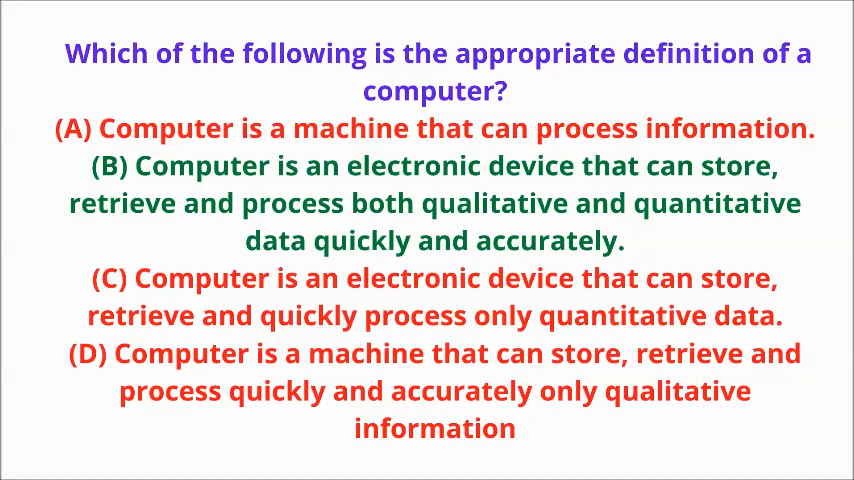 Which of the following is the appropriate definition of a
computer?
(A) Computer is a machine that can process information.
(B) Computer is an electronic device that can store,
retrieve and process both qualitative and quantitative
data quickly and accurately.
(C) Computer is an electronic device that can store,
retrieve and quickly process only quantitative data.
(D) Computer is a machine that can store, retrieve and
process quickly and accurately only qualitative
information